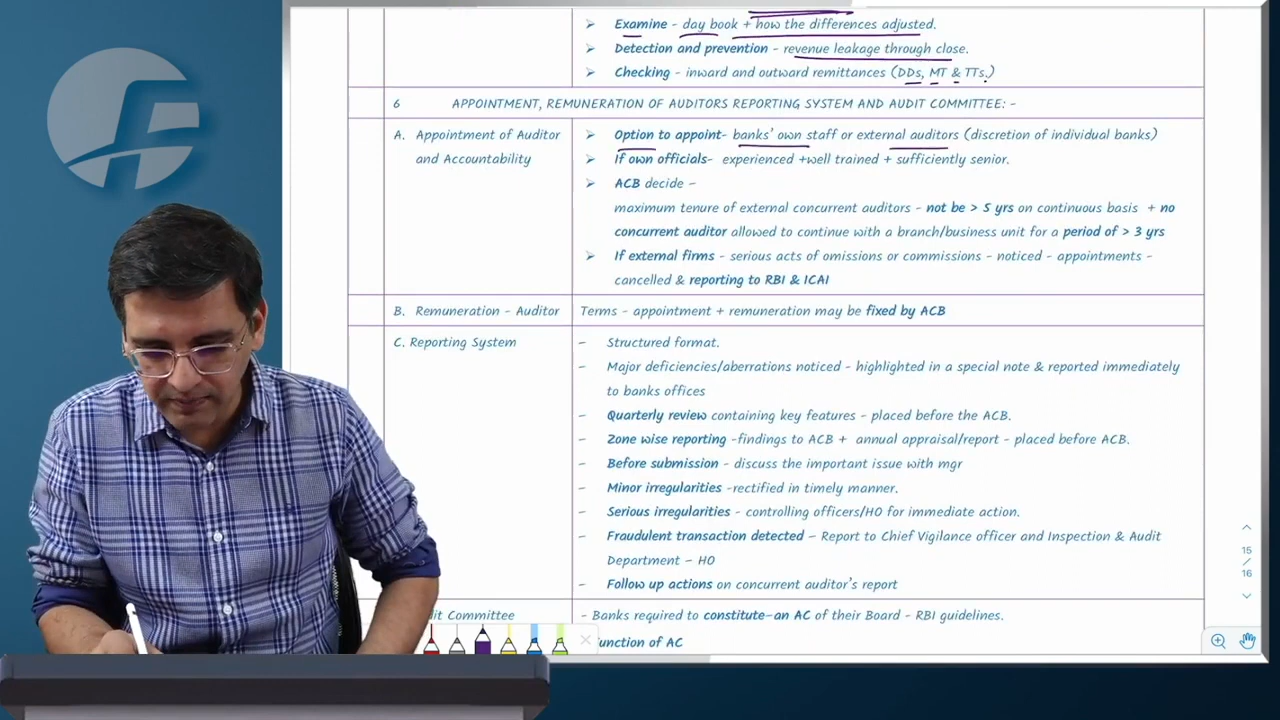 ➢ Examine - day book + how the differences adjusted.
➢ Detection and prevention - revenue leakage through close.
➢ Checking - inward and outward remittances (DDs, MT & TTs.)
6 APPOINTMENT, REMUNERATION OF AUDITORS REPORTING SYSTEM AND AUDIT COMMITTEE: -
A. Appointment of Auditor
and Accountability
➢ Option to appoint- banks' own staff or external auditors (discretion of individual banks)
➢ If own officials- experienced +well trained + sufficiently senior.
➢ ACB decide -
maximum tenure of external concurrent auditors - not be > 5 yrs on continuous basis + no
concurrent auditor allowed to continue with a branch/business unit for a period of > 3 yrs
➢ If external firms - serious acts of omissions or commissions - noticed - appointments -
cancelled & reporting to RBI & ICAI
B. Remuneration - Auditor
Terms - appointment + remuneration may be fixed by ACB
C. Reporting System
- Structured format.
- Major deficiencies/aberrations noticed - highlighted in a special note & reported immediately
to banks offices
- Quarterly review containing key features - placed before the ACB.
- Zone wise reporting -findings to ACB + annual appraisal/report - placed before ACB.
- Before submission - discuss the important issue with mgr
- Minor irregularities -rectified in timely manner.
- Serious irregularities - controlling officers/HO for immediate action.
- Fraudulent transaction detected - Report to Chief Vigilance officer and Inspection & Audit
Department - HO
- Follow up actions on concurrent auditor's report
it Committee
- Banks required to constitute-an AC of their Board - RBI guidelines.
unction of AC
15
/
16